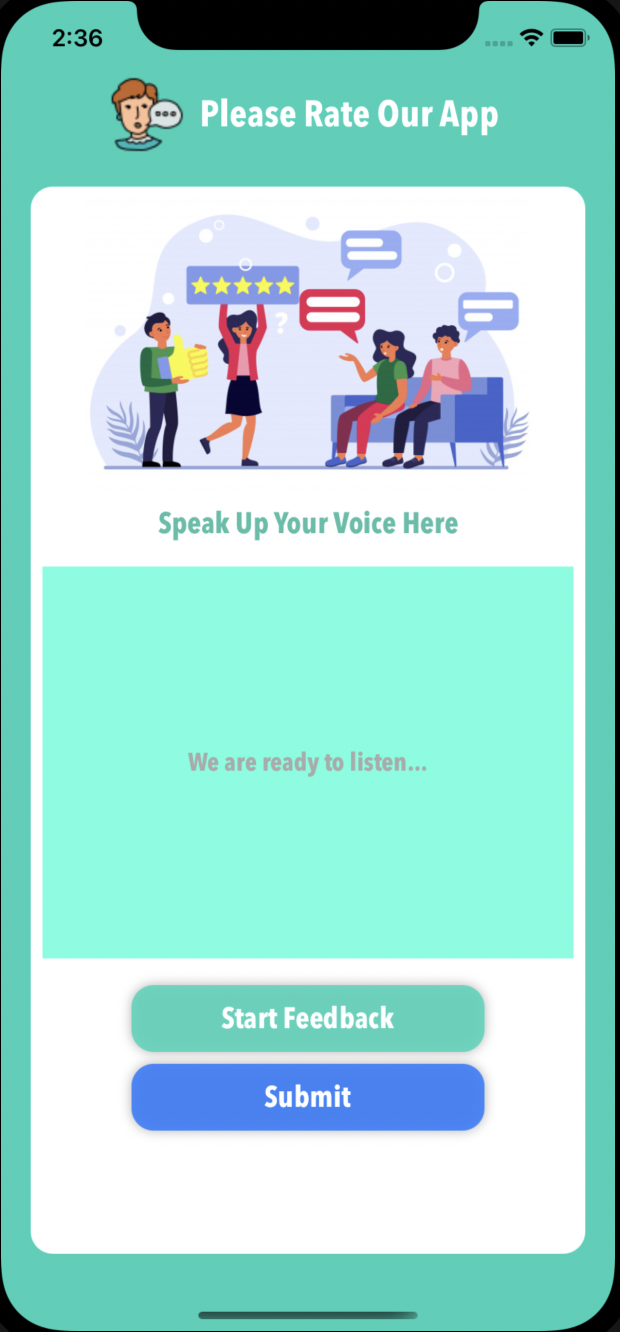 2:36
Please Rate Our App
?
Speak Up Your Voice Here
We are ready to listen...
Start Feedback
Submit